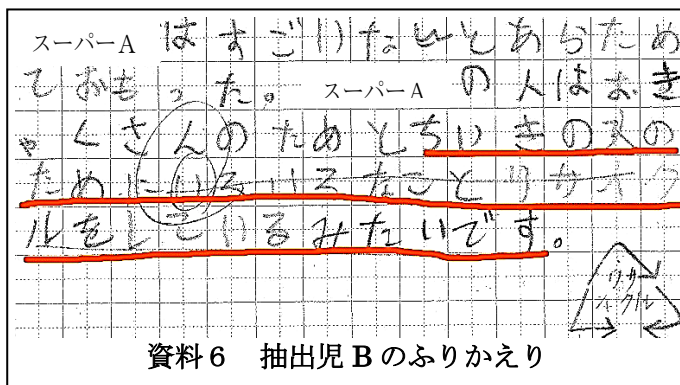 スーパーA はすごいなぁとあらため
ておもった。 スーパーA の人はおき
ゃくさんのためとちいきの人の
ためにいろいろなことリサイク
ルをしているみたいです。
リサ
イクル
資料6 抽出児Bのふりかえり